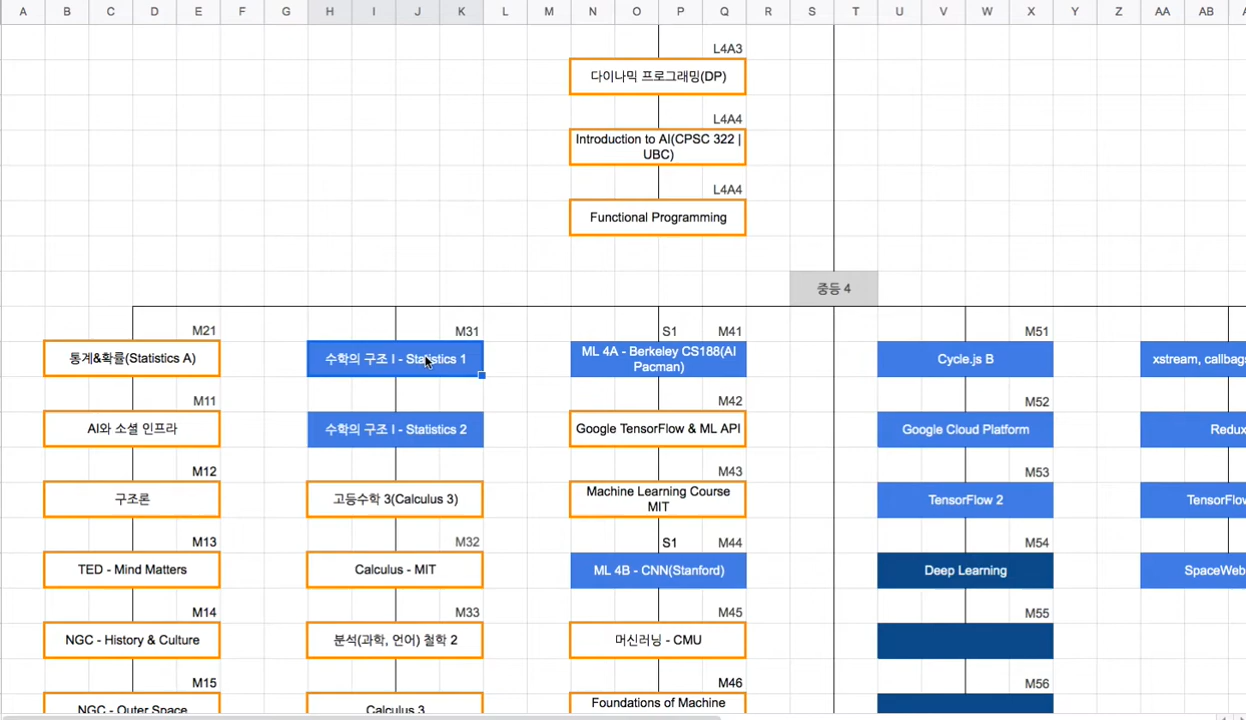 A B C D E F G H I J K L M N O P Q R S T U V W X Y Z AA AB
L4A3
다이나믹 프로그래밍(DP)
L4A4
Introduction to AI(CPSC 322 |
UBC)
L4A4
Functional Programming
중등 4
M21
통계&확률(Statistics A)
M11
AI와 소셜 인프라
M12
구조론
M13
TED - Mind Matters
M14
NGC - History & Culture
M15
NGC - Outer Space
M31
수학의 구조 I - Statistics 1
수학의 구조 I - Statistics 2
고등수학 3(Calculus 3)
M32
Calculus - MIT
M33
분석(과학, 언어) 철학 2
Calculus 3
S1 M41
ML 4A - Berkeley CS188(AI
Pacman)
M42
Google TensorFlow & ML API
M43
Machine Learning Course
MIT
S1 M44
ML 4B - CNN(Stanford)
M45
머신러닝 - CMU
M46
Foundations of Machine
M51
Cycle.js B
M52
Google Cloud Platform
M53
TensorFlow 2
M54
Deep Learning
M55
M56
xstream, callbag
Redux
TensorFlow
SpaceWeb